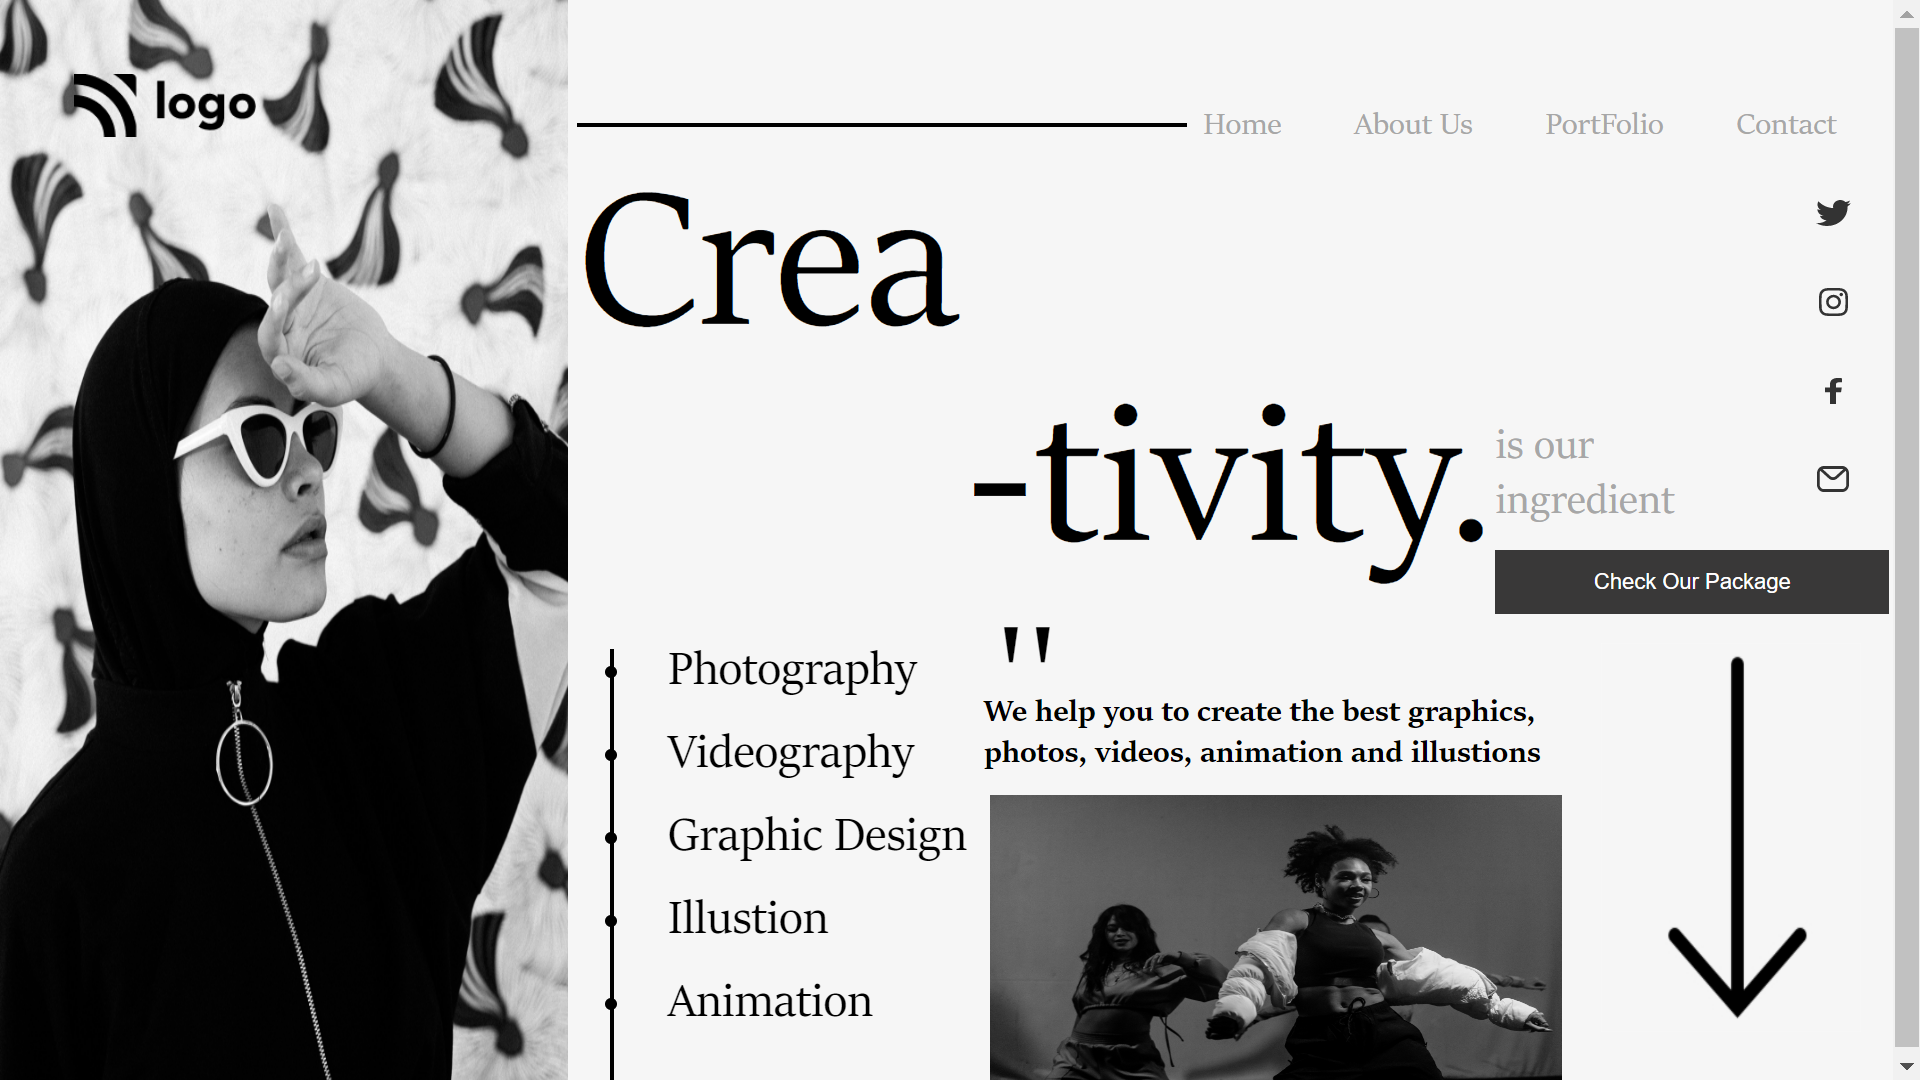 logo
Home About Us PortFolio Contact
Crea
-tivity.
is our
ingredient
Check Our Package
Photography
Videography
Graphic Design
Illustion
Animation
"
We help you to create the best graphics,
photos, videos, animation and illustions